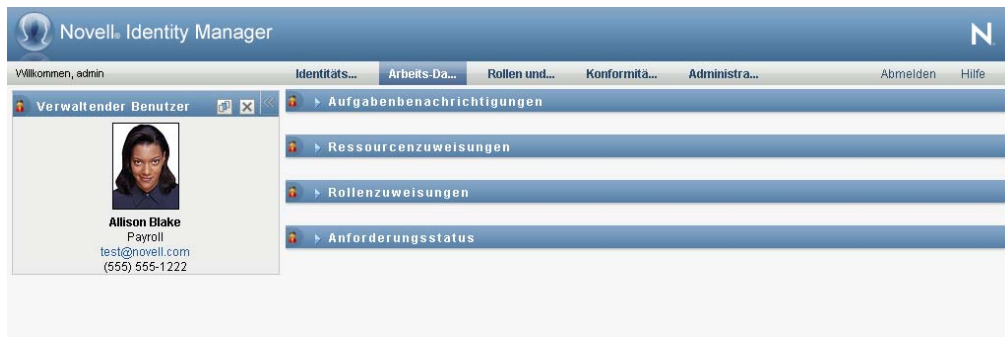 Novell® Identity Manager
N
Willkommen, admin
Identitäts... Arbeits-Da... Rollen und... Konformitä... Administra... Abmelden Hilfe
Verwaltender Benutzer
Allison Blake
Payroll
test@novell.com
(555) 555-1222
Aufgabenbenachrichtigungen
Ressourcenzuweisungen
Rollenzuweisungen
Anforderungsstatus